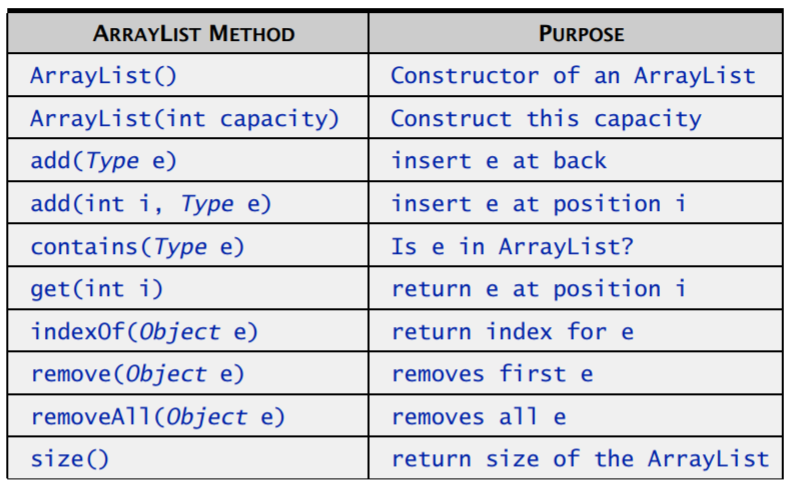 ARRAYLIST METHOD PURPOSE
ArrayList() Constructor of an ArrayList
ArrayList(int capacity) Construct this capacity
add(Type e) insert e at back
add(int i, Type e) insert e at position i
contains(Type e) Is e in ArrayList?
get(int i) return e at position i
indexOf(Object e) return index for e
remove(Object e) removes first e
removeAll(Object e) removes all e
size() return size of the ArrayList